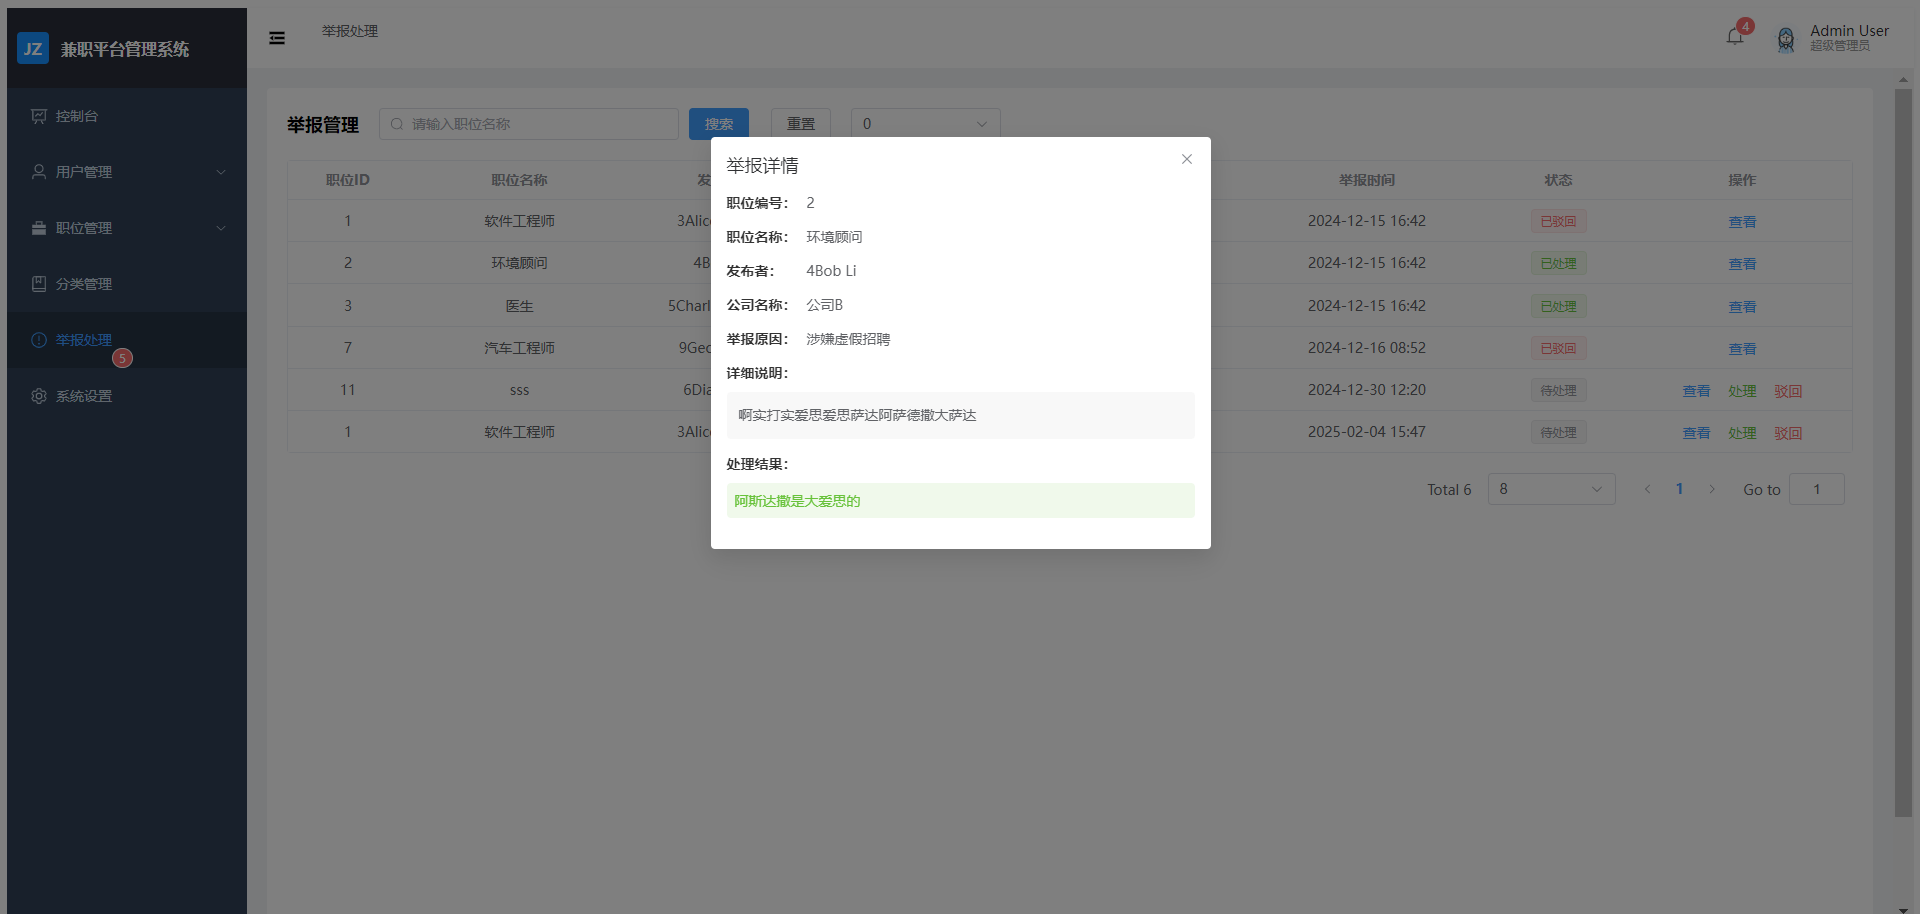 JZ 兼职平台管理系统
举报处理
4
Admin User
超级管理员
控制台
用户管理
职位管理
分类管理
举报处理
5
系统设置
举报管理 请输入职位名称 搜索 重置 0
职位ID 职位名称 发 举报时间 状态 操作
1 软件工程师 3Alic 2024-12-15 16:42 已驳回 查看
2 环境顾问 4B 2024-12-15 16:42 已处理 查看
3 医生 5Charl 2024-12-15 16:42 已处理 查看
7 汽车工程师 9Geo 2024-12-16 08:52 已驳回 查看
11 sss 6Dia 2024-12-30 12:20 待处理 查看 处理 驳回
1 软件工程师 3Alic 2025-02-04 15:47 待处理 查看 处理 驳回
Total 6 8 1 Go to 1
举报详情
职位编号： 2
职位名称： 环境顾问
发布者： 4Bob Li
公司名称： 公司B
举报原因： 涉嫌虚假招聘
详细说明：
啊实打实爱思爱思萨达阿萨德撒大萨达
处理结果：
阿斯达撒是大爱思的